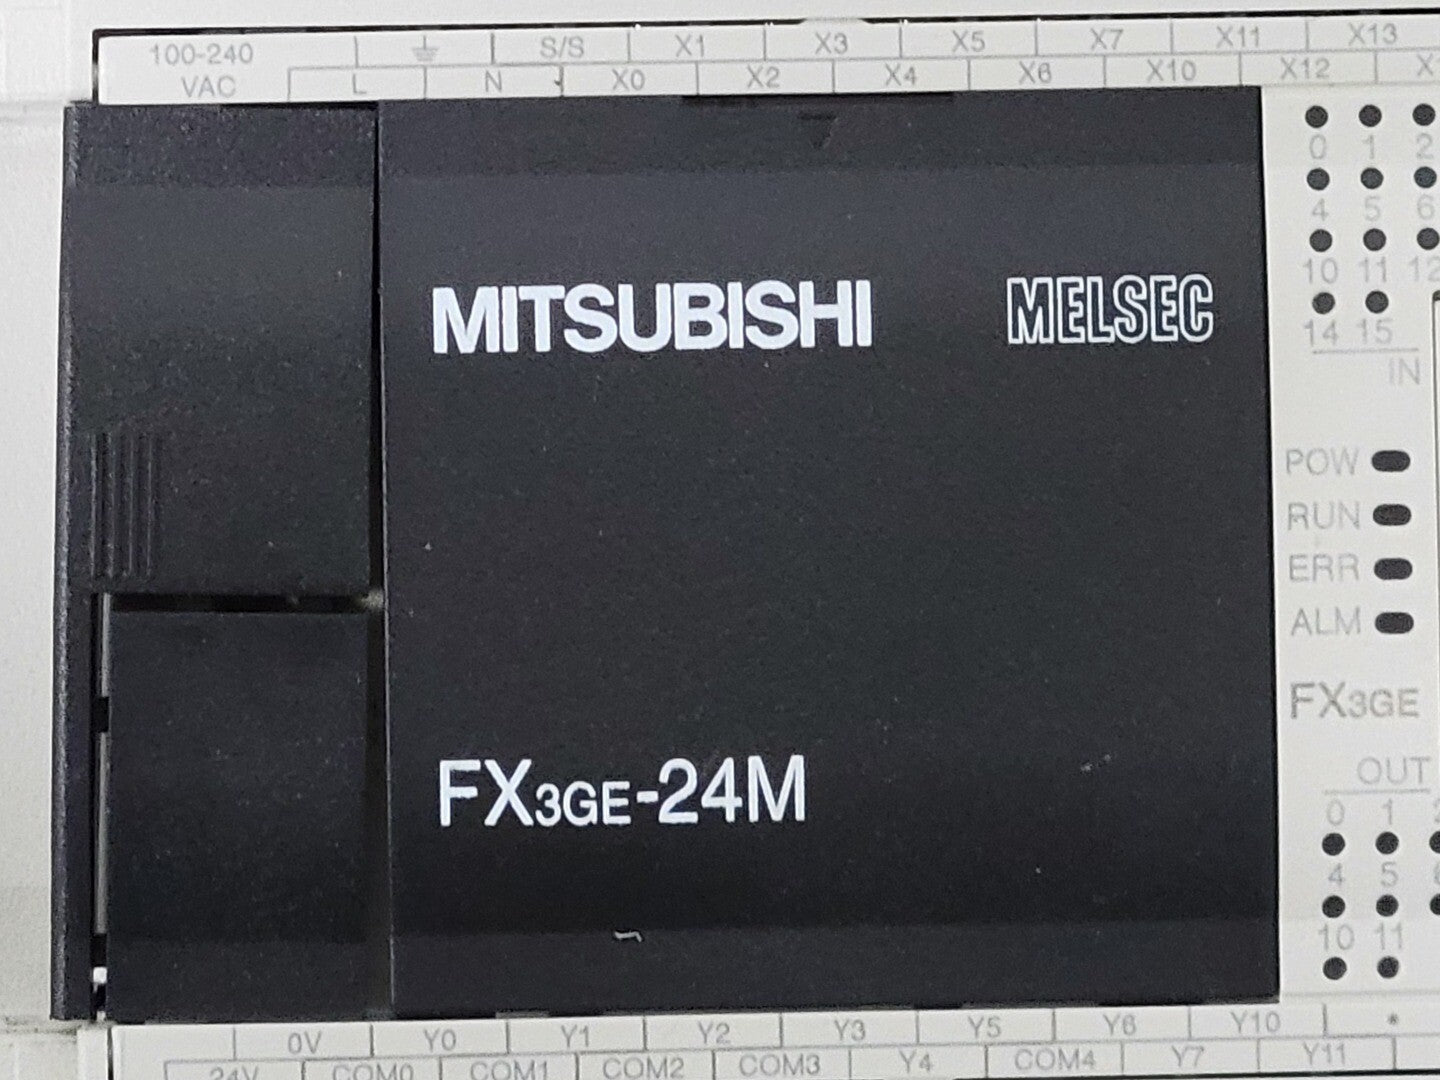 100-240 VAC
S/S X1 X3 X5 X7 X11 X13
L N X0 X2 X4 X6 X10 X12
0 1 2
4 5 6
10 11 12
14 15
IN
MITSUBISHI MELSEC
POW
RUN
ERR
ALM
FX3GE
FX3GE-24M
OUT
0 1
4 5
10 11
0V Y0 Y1 Y2 Y3 Y5 Y6 Y10 *
24V COM0 COM1 COM2 COM3 Y4 COM4 Y7 Y11